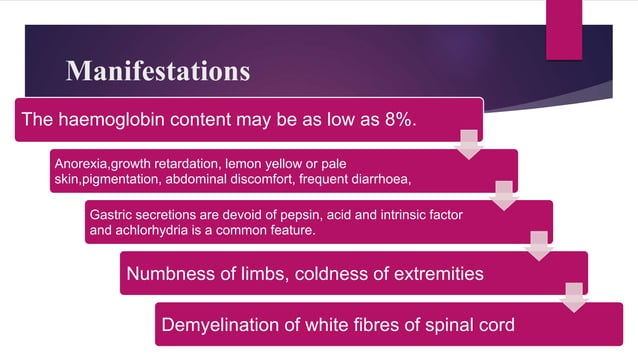 Manifestations
The haemoglobin content may be as low as 8%.
Anorexia,growth retardation, lemon yellow or pale
skin,pigmentation, abdominal discomfort, frequent diarrhoea,
Gastric secretions are devoid of pepsin, acid and intrinsic factor
and achlorhydria is a common feature.
Numbness of limbs, coldness of extremities
Demyelination of white fibres of spinal cord